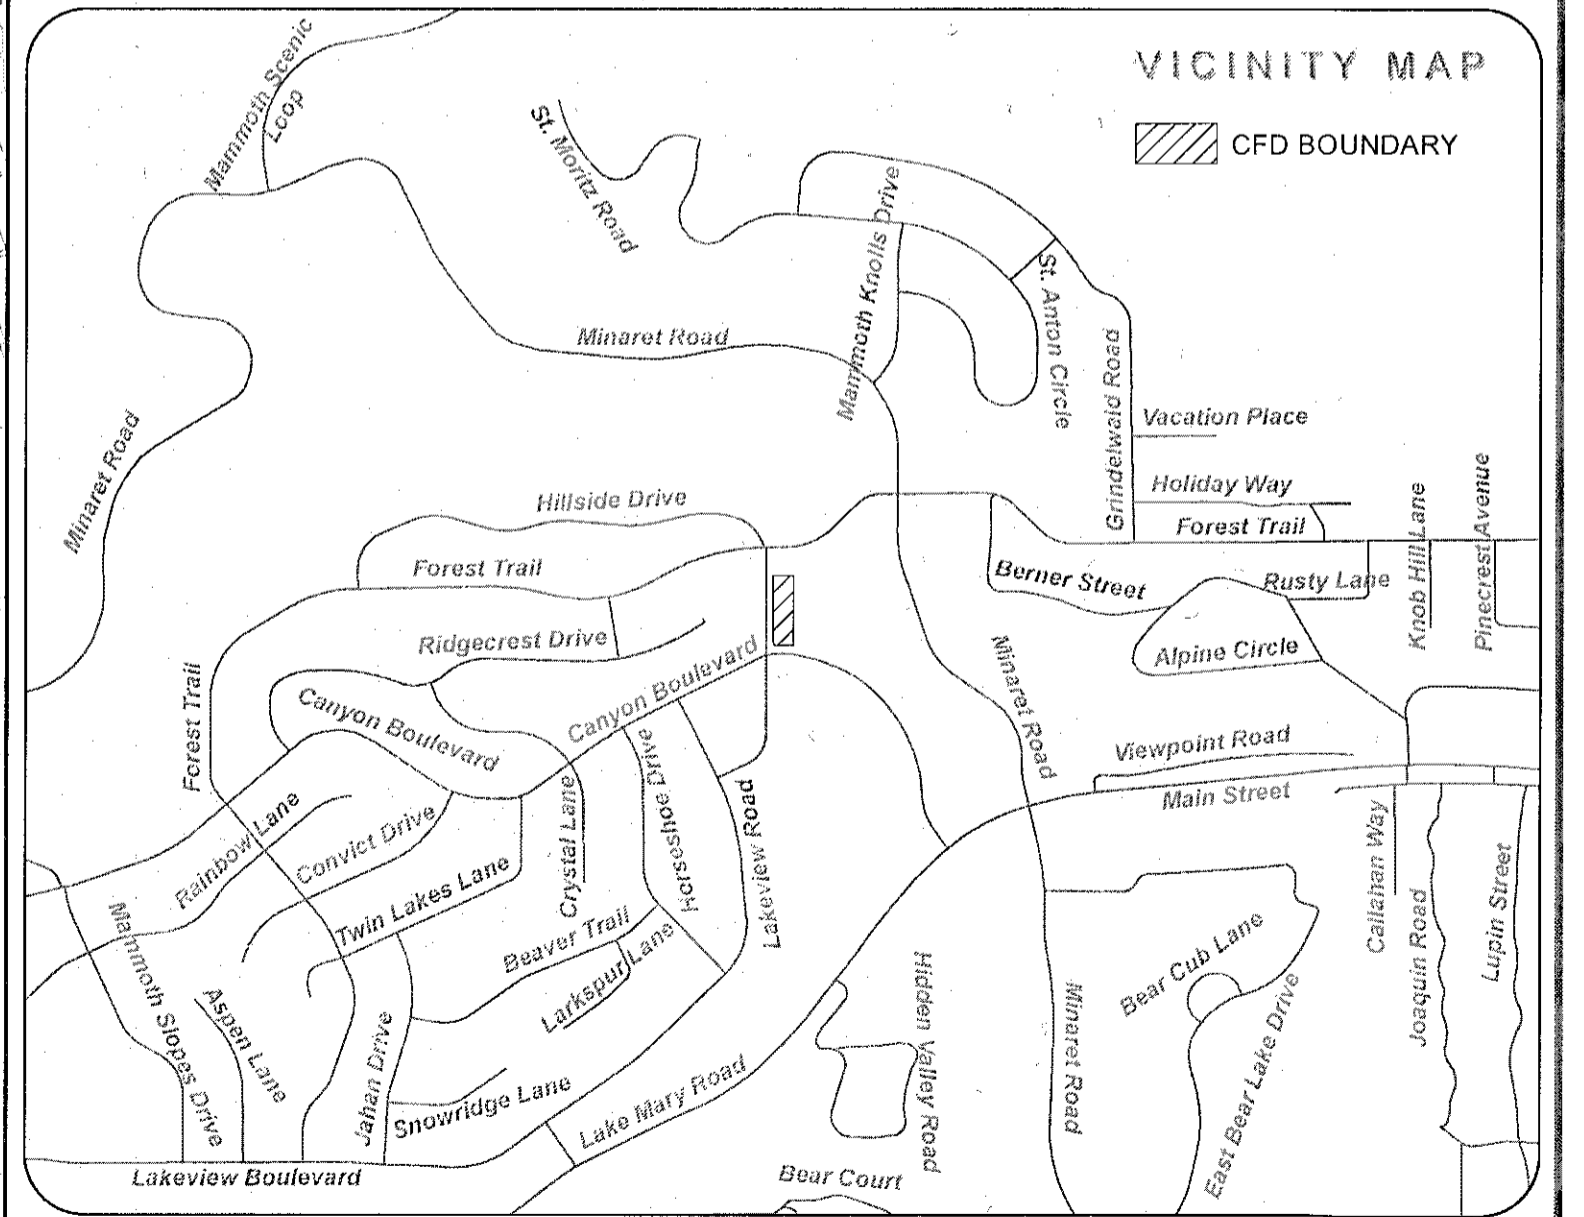 VICINITY MAP
CFD BOUNDARY
Mammoth Scenic
Loop
St. Moritz Road
Mammoth Knolls Drive
St. Anton Circle
Minaret Road
Grindelwald Road
Vacation Place
Minaret Road
Holiday Way
Hillside Drive
Forest Trail
Knob Hill Lane
Pinecrest Avenue
Forest Trail
Berner Street
Rusty Lane
Ridgecrest Drive
Alpine Circle
Forest Trail
Canyon Boulevard
Canyon Boulevard
Minaret Road
Viewpoint Road
Main Street
Rainbow Lane
Convict Drive
Crystal Lane
Horseshoe Drive
Lakeview Road
Callahan Way
Joaquin Road
Lupin Street
Twin Lakes Lane
Beaver Trail
Larkspur Lane
Mammoth Slopes Drive
Aspen Lane
Jahan Drive
Snowridge Lane
Lake Mary Road
Hidden Valley Road
Minaret Road
Bear Cub Lane
East Bear Lake Drive
Lakeview Boulevard
Bear Court